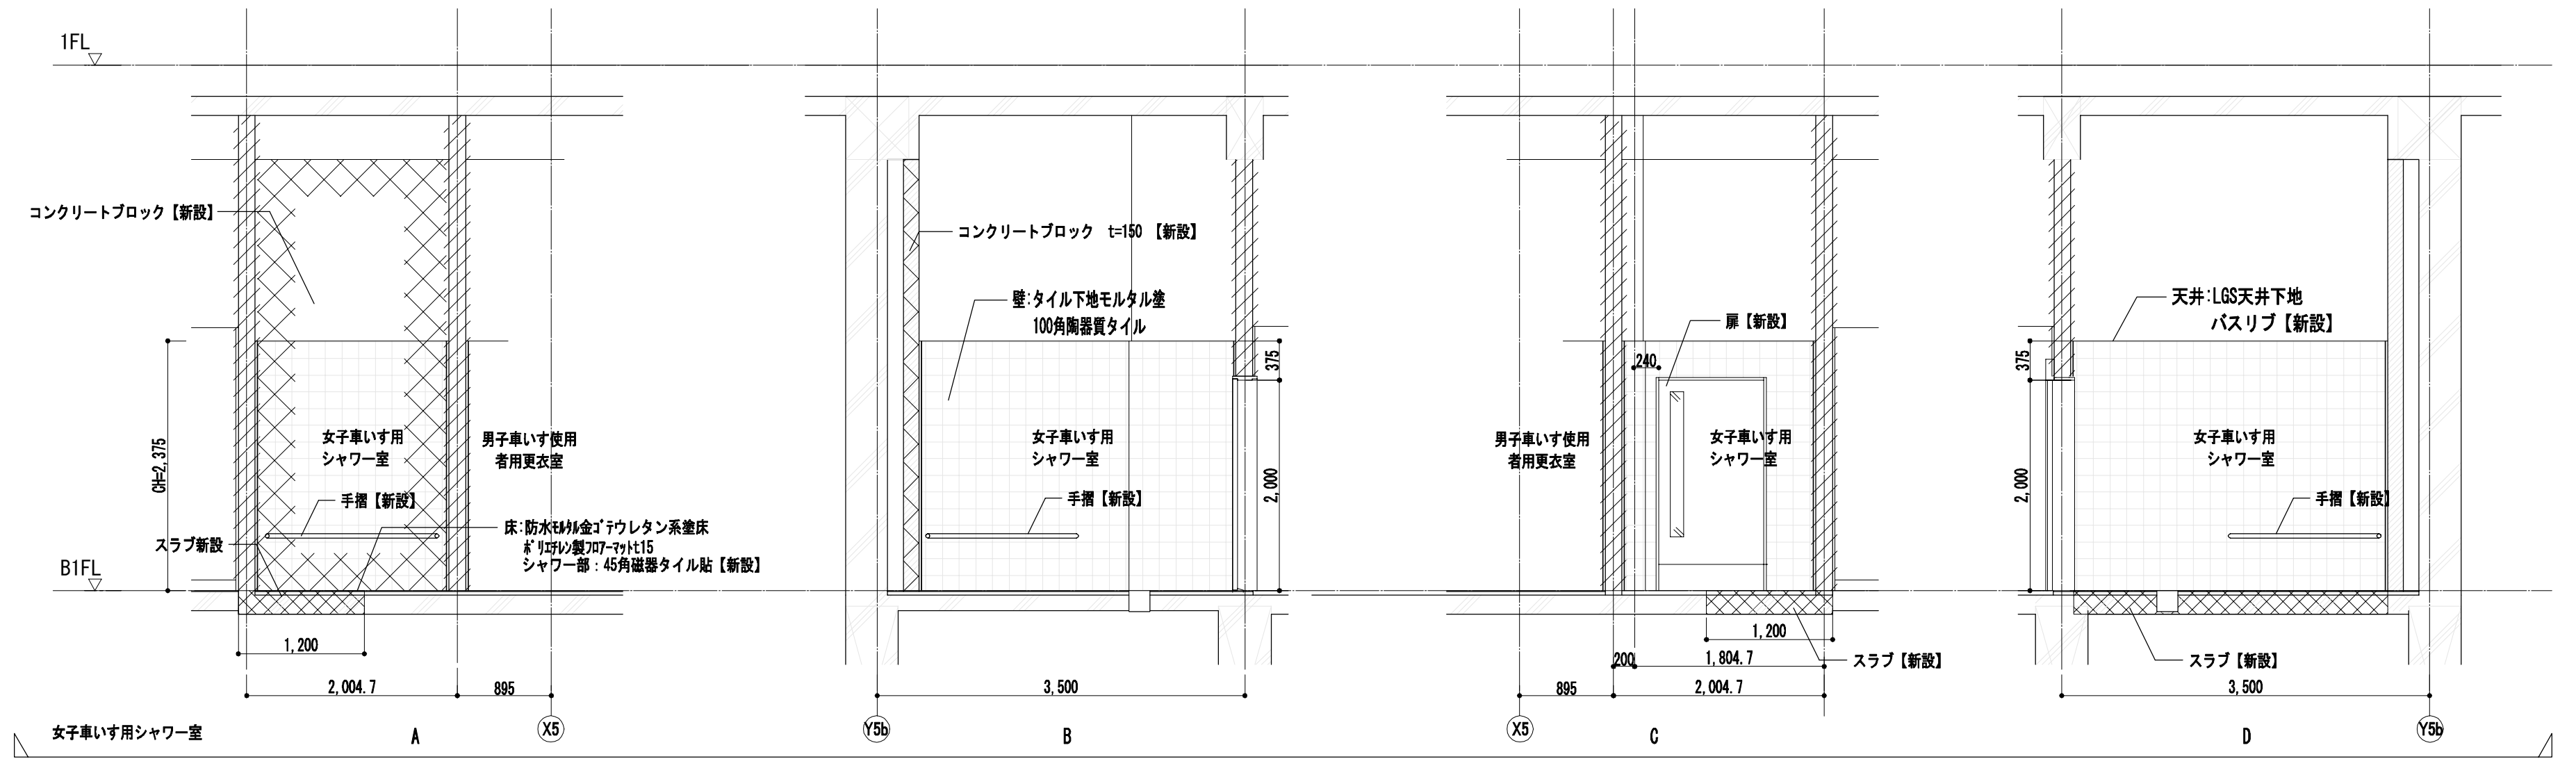 1FL
コンクリートブロック【新設】
CH=2,375
女子車いす用
シャワー室
男子車いす使用
者用更衣室
手摺【新設】
スラブ新設
床:防水ﾓﾙﾀﾙ金ｺﾞﾃウレタン系塗床
ﾎﾟﾘｴﾁﾚﾝ製ﾌﾛｱｰﾏｯﾄt15
シャワー部：45角磁器タイル貼【新設】
B1FL
1,200
2,004.7
895
X5
女子車いす用シャワー室
A
コンクリートブロック　t=150 【新設】
壁:タイル下地モルタル塗
100角陶器質タイル
375
女子車いす用
シャワー室
手摺【新設】
2,000
3,500
Y5b
B
扉【新設】
240
男子車いす使用
者用更衣室
女子車いす用
シャワー室
1,200
スラブ【新設】
200
1,804.7
895
2,004.7
X5
C
天井:LGS天井下地
バスリブ【新設】
375
女子車いす用
シャワー室
2,000
手摺【新設】
スラブ【新設】
3,500
Y5b
D